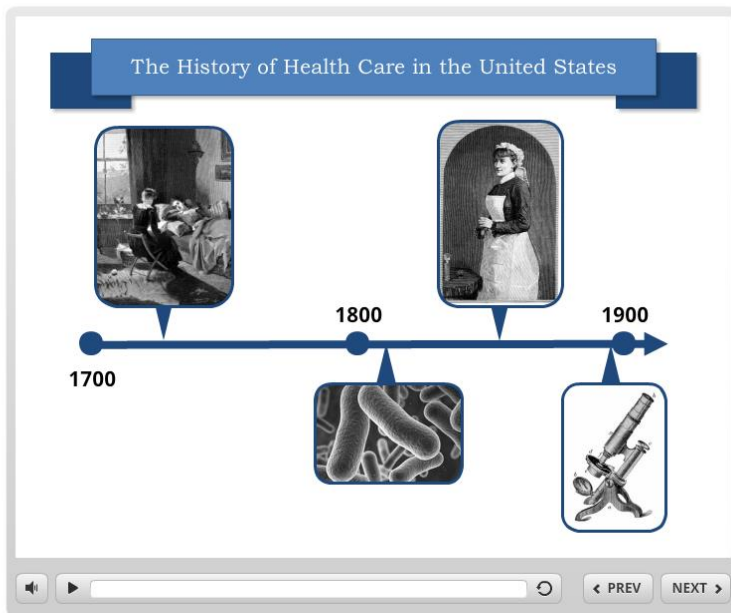 The History of Health Care in the United States
1800
1900
1700
PREV
NEXT